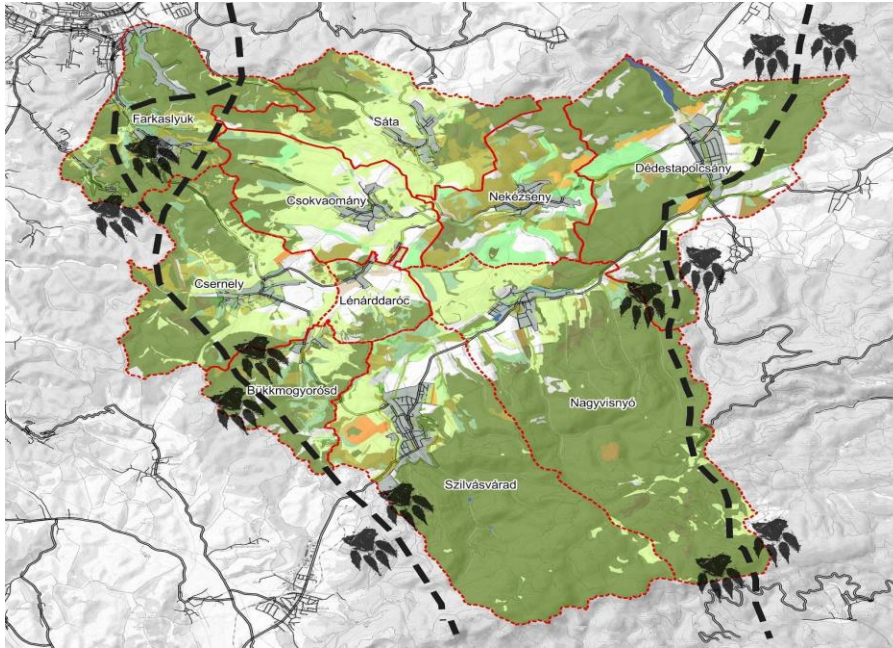 Farkaslyuk
Sáta
Dédestapolcsány
Csokvaomány
Nekézseny
Csernely
Lénárddaróc
Bükkmogyorósd
Nagyvisnyó
Szilvásvárad